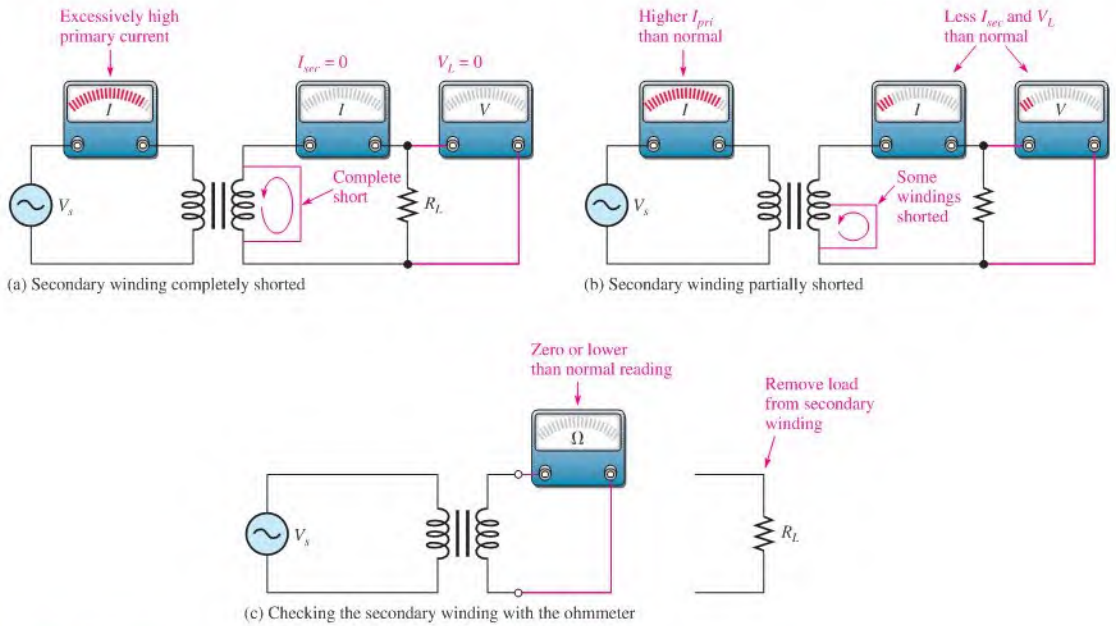 Excessively high
primary current
I_sec = 0
V_L = 0
I
I
V
V_s
Complete
short
R_L
(a) Secondary winding completely shorted
Higher I_pri
than normal
Less I_sec and V_L
than normal
I
I
V
V_s
Some
windings
shorted
(b) Secondary winding partially shorted
Zero or lower
than normal reading
Remove load
from secondary
winding
Ω
V_s
R_L
(c) Checking the secondary winding with the ohmmeter